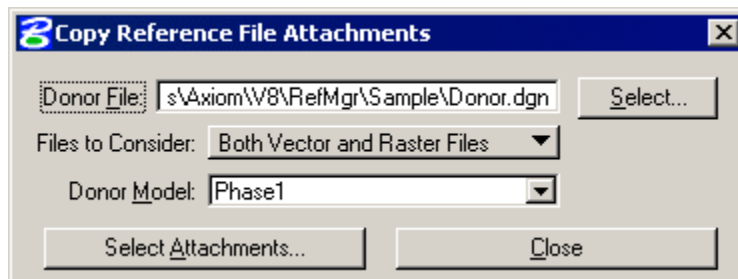 Copy Reference File Attachments
Donor File: s\Axiom\V8\RefMgr\Sample\Donor.dgn Select...
Files to Consider: Both Vector and Raster Files
Donor Model: Phase1
Select Attachments... Close